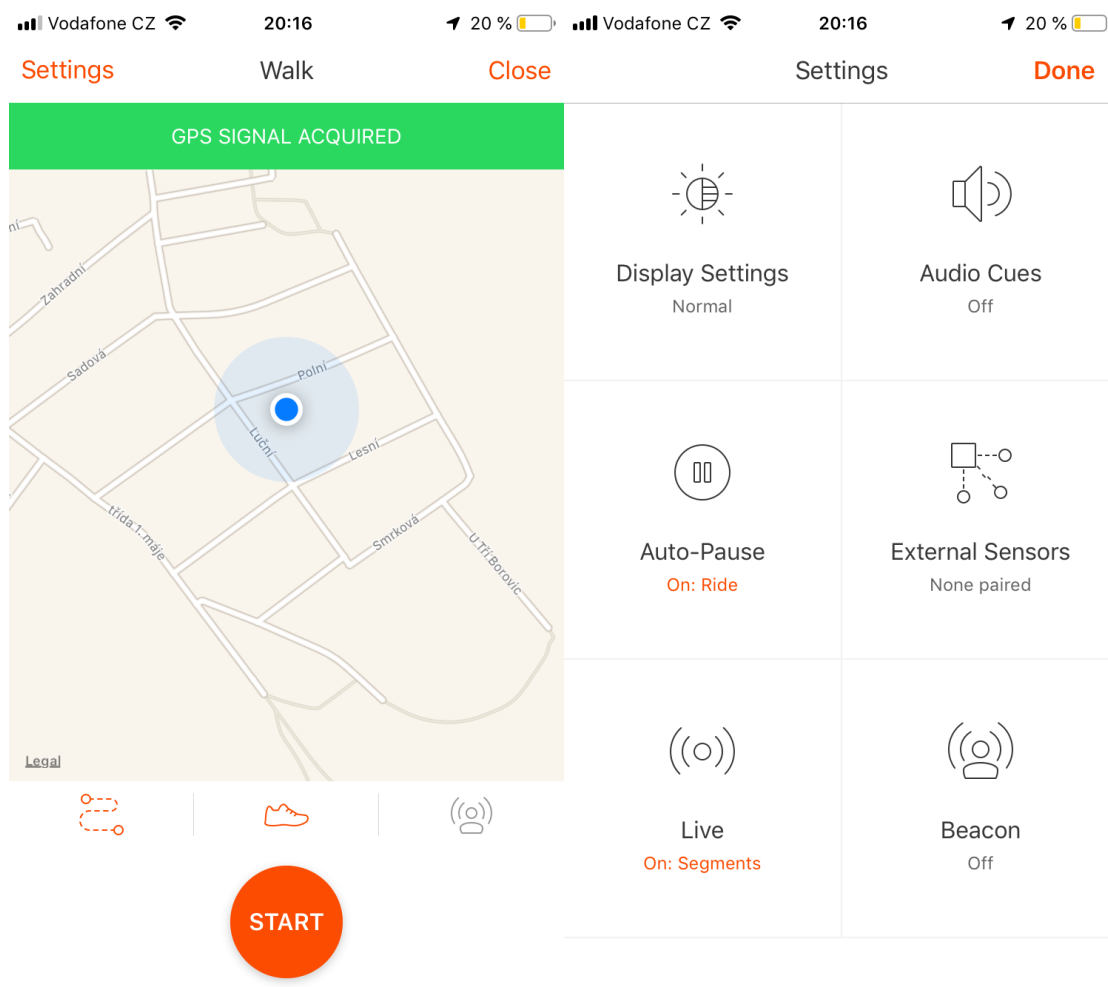 Vodafone CZ 20:16 20 %
Settings Walk Close
GPS SIGNAL ACQUIRED
ní
Zahradní
Sadová
Polní
Luční
Lesní
třída 1. máje
Smrková
U Tří Borovic
Legal
START
Vodafone CZ 20:16 20 %
Settings Done
Display Settings
Normal
Audio Cues
Off
Auto-Pause
On: Ride
External Sensors
None paired
Live
On: Segments
Beacon
Off